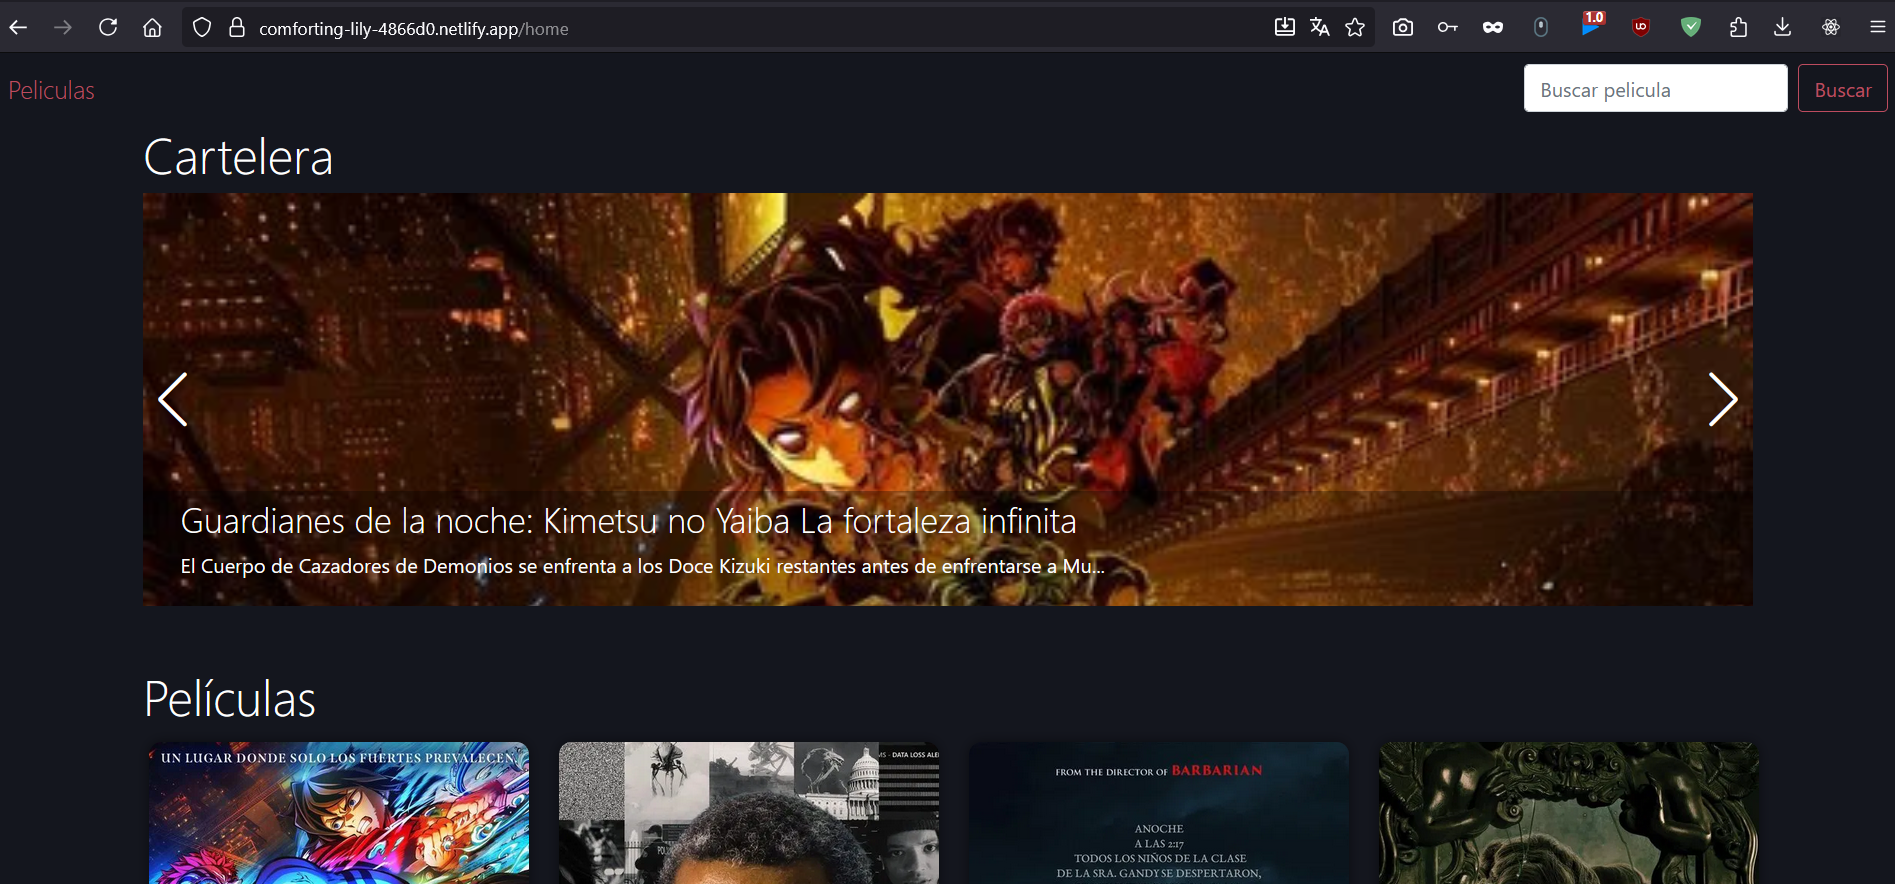 comforting-lily-4866d0.netlify.app/home
1.0
Peliculas
Buscar pelicula
Buscar
Cartelera
Guardianes de la noche: Kimetsu no Yaiba La fortaleza infinita
El Cuerpo de Cazadores de Demonios se enfrenta a los Doce Kizuki restantes antes de enfrentarse a Mu...
Películas
UN LUGAR DONDE SOLO LOS FUERTES PREVALECEN.
DATA LOSS ALE
FROM THE DIRECTOR OF BARBARIAN
ANOCHE
A LAS 2:17
TODOS LOS NIÑOS DE LA CLASE
DE LA SRA. GANDY SE DESPERTARON,